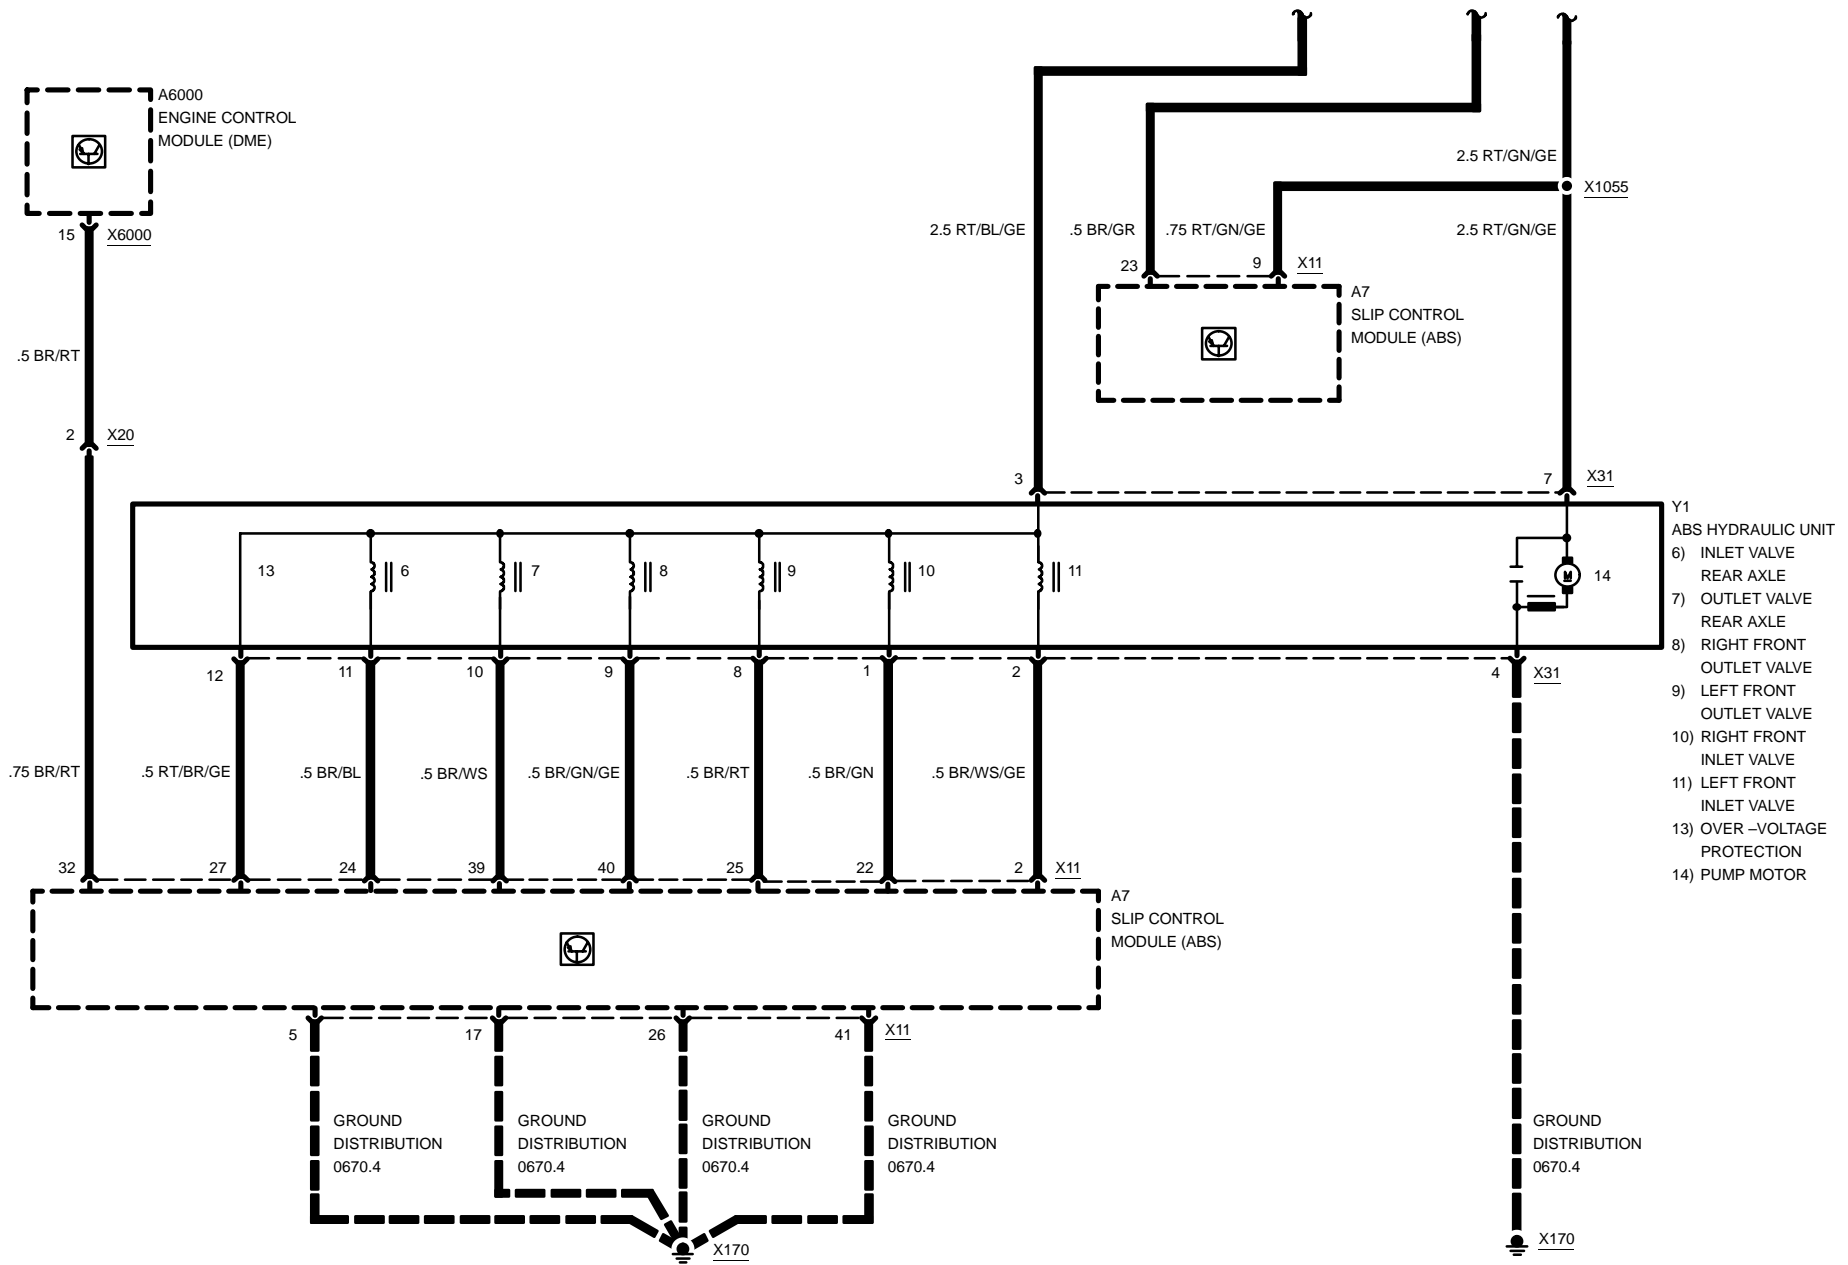 A6000
ENGINE CONTROL
MODULE (DME)
15 X6000
.5 BR/RT
2 X20
.75 BR/RT
2.5 RT/GN/GE
X1055
2.5 RT/BL/GE
.5 BR/GR
.75 RT/GN/GE
2.5 RT/GN/GE
23
9
X11
A7
SLIP CONTROL
MODULE (ABS)
3
7
X31
13
6
7
8
9
10
11
M
14
Y1
ABS HYDRAULIC UNIT
6) INLET VALVE
REAR AXLE
7) OUTLET VALVE
REAR AXLE
8) RIGHT FRONT
OUTLET VALVE
9) LEFT FRONT
OUTLET VALVE
10) RIGHT FRONT
INLET VALVE
11) LEFT FRONT
INLET VALVE
13) OVER –VOLTAGE
PROTECTION
14) PUMP MOTOR
12
11
10
9
8
1
2
4
X31
.5 RT/BR/GE
.5 BR/BL
.5 BR/WS
.5 BR/GN/GE
.5 BR/RT
.5 BR/GN
.5 BR/WS/GE
32
27
24
39
40
25
22
2
X11
A7
SLIP CONTROL
MODULE (ABS)
5
17
26
41
X11
GROUND
DISTRIBUTION
0670.4
GROUND
DISTRIBUTION
0670.4
GROUND
DISTRIBUTION
0670.4
GROUND
DISTRIBUTION
0670.4
GROUND
DISTRIBUTION
0670.4
X170
X170